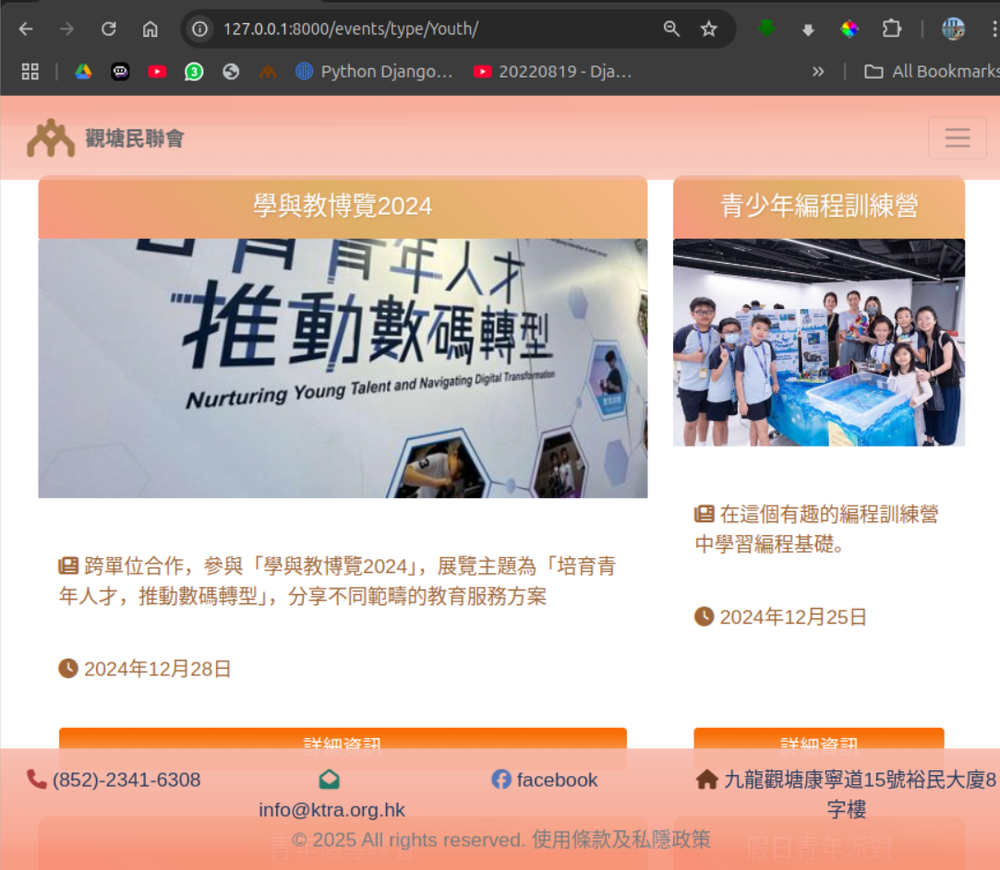 127.0.0.1:8000/events/type/Youth/
3
Python Django...
20220819 - Dja...
»
All Bookmarks
觀塘民聯會
學與教博覽2024
青少年編程訓練營
青年人才
推動數碼轉型
Nurturing Young Talent and Navigating Digital Transformation
在這個有趣的編程訓練營
中學習編程基礎。
2024年12月25日
跨單位合作，參與「學與教博覽2024」，展覽主題為「培育青
年人才，推動數碼轉型」，分享不同範疇的教育服務方案
2024年12月28日
詳細資訊
詳細資訊
(852)-2341-6308
info@ktra.org.hk
facebook
九龍觀塘康寧道15號裕民大廈8
字樓
© 2025 All rights reserved. 使用條款及私隱政策
假日青年派對